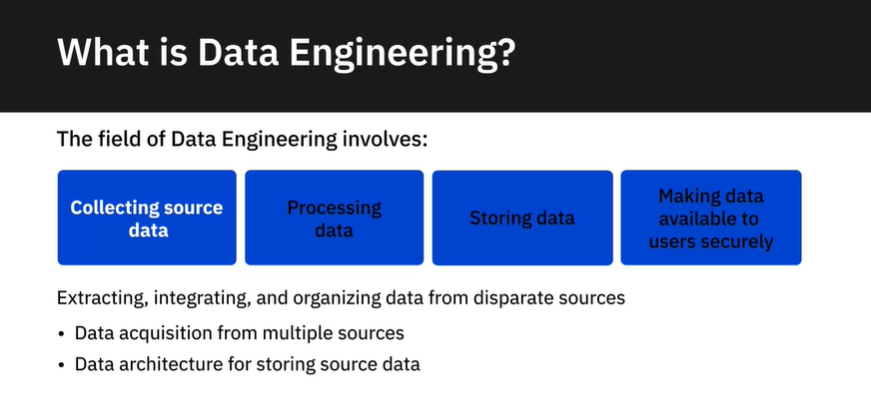 What is Data Engineering?
The field of Data Engineering involves:
Collecting source
data
Processing
data
Storing data
Making data
available to
users securely
Extracting, integrating, and organizing data from disparate sources
• Data acquisition from multiple sources
• Data architecture for storing source data